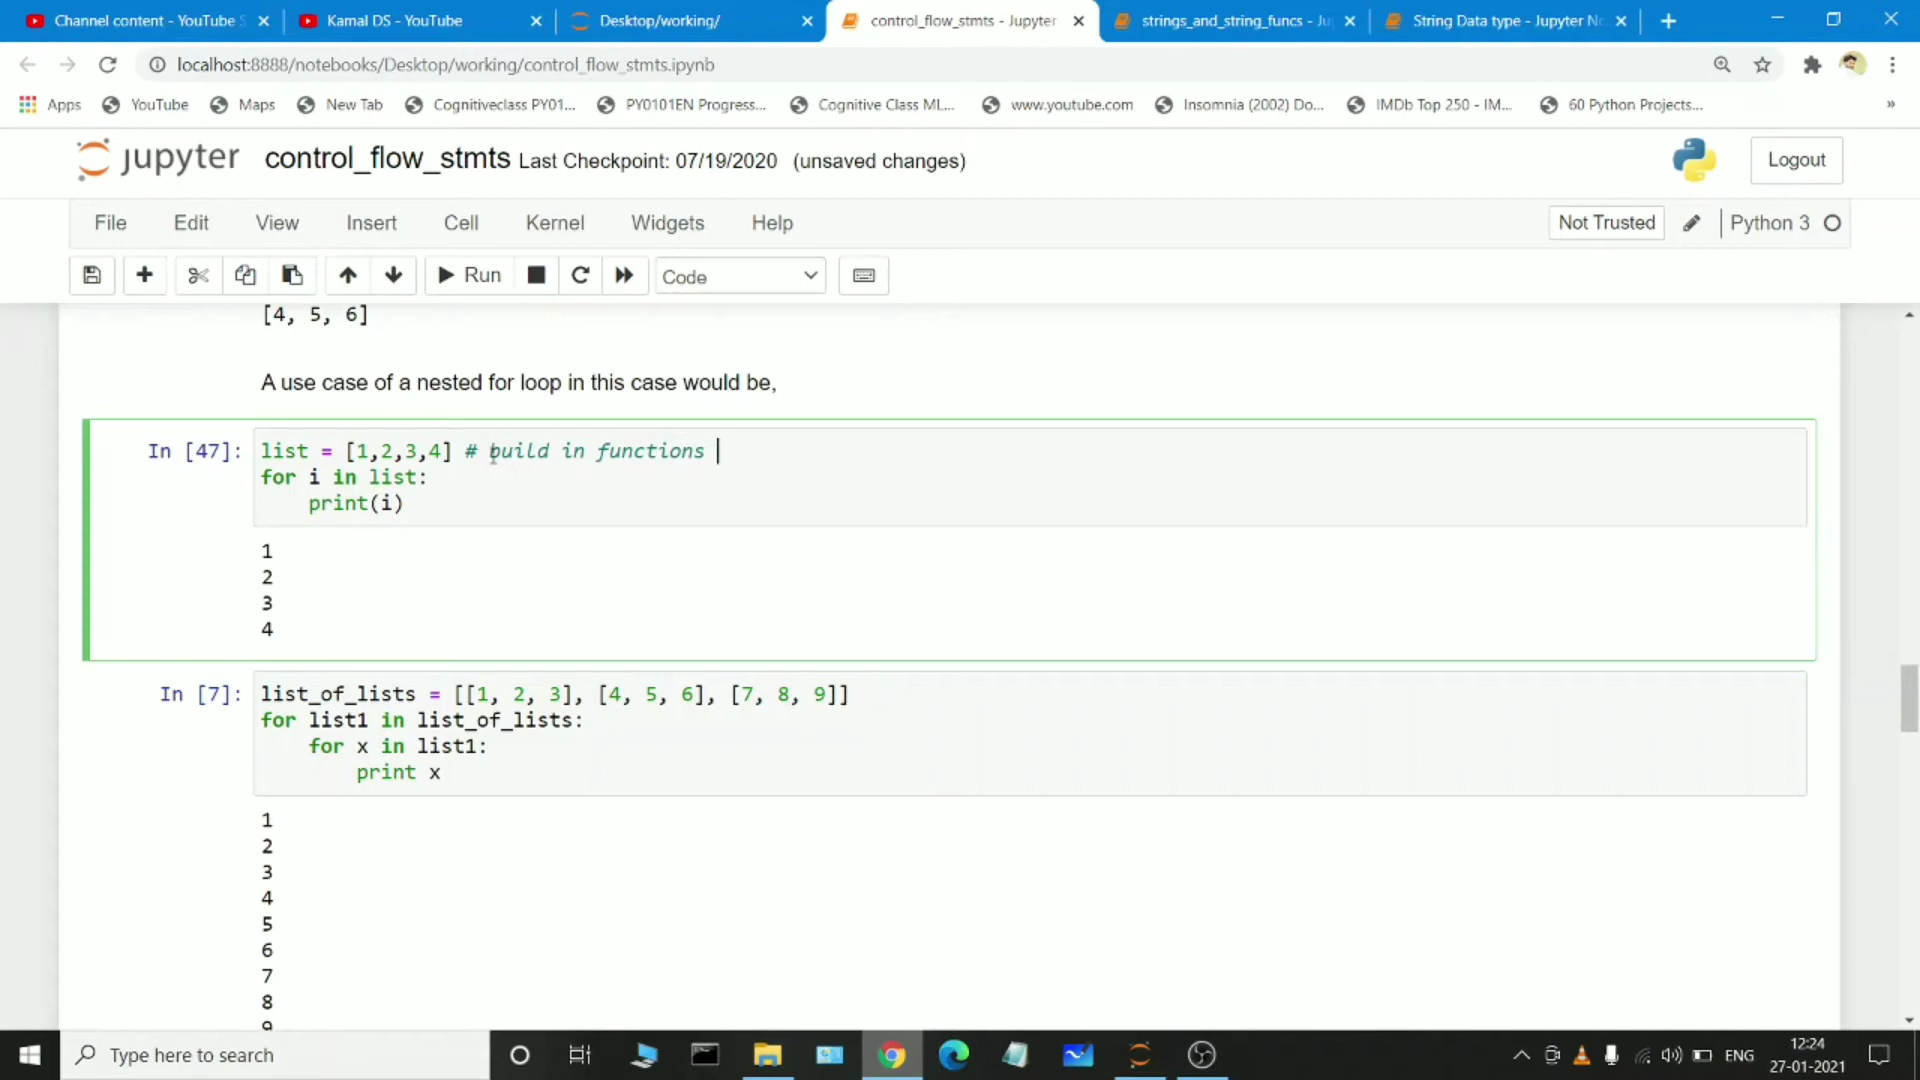 Channel content - YouTube S
Kamal DS - YouTube
Desktop/working/
control_flow_stmts - Jupyter
strings_and_string_funcs - Ju
String Data type - Jupyter No
localhost:8888/notebooks/Desktop/working/control_flow_stmts.ipynb
Apps YouTube Maps New Tab Cognitiveclass PY01... PY0101EN Progress... Cognitive Class ML... www.youtube.com Insomnia (2002) Do... IMDb Top 250 - IM... 60 Python Projects... »
jupyter control_flow_stmts Last Checkpoint: 07/19/2020 (unsaved changes) Logout
File Edit View Insert Cell Kernel Widgets Help Not Trusted Python 3
Run Code
[4, 5, 6]
A use case of a nested for loop in this case would be,
In [47]: list = [1,2,3,4] # build in functions
for i in list:
print(i)
1
2
3
4
In [7]: list_of_lists = [[1, 2, 3], [4, 5, 6], [7, 8, 9]]
for list1 in list_of_lists:
for x in list1:
print x
1
2
3
4
5
6
7
8
9
Type here to search
ENG
12:24
27-01-2021